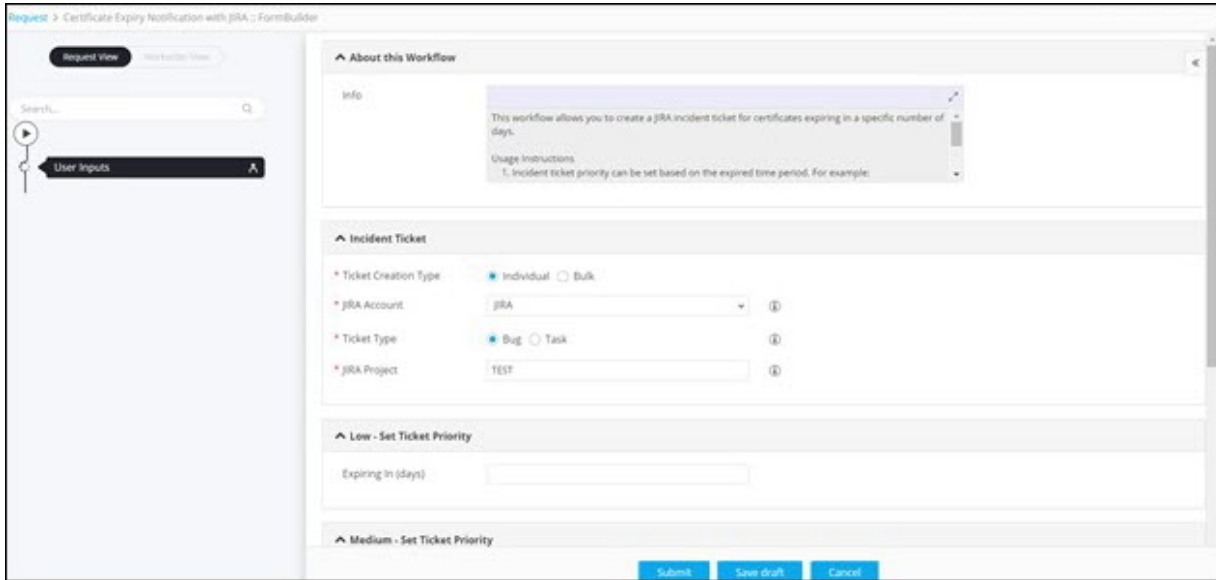 Request > Certificate Expiry Notification with JIRA :: FormBuilder
Request View
Search...
User Inputs
About this Workflow
Info
This workflow allows you to create a JIRA incident ticket for certificates expiring in a specific number of
days.
Usage Instructions
1. Incident ticket priority can be set based on the expired time period. For example:
Incident Ticket
* Ticket Creation Type Individual Bulk
* JIRA Account JIRA
* Ticket Type Bug Task
* JIRA Project TEST
Low - Set Ticket Priority
Expiring In (days)
Medium - Set Ticket Priority
Submit Save draft Cancel